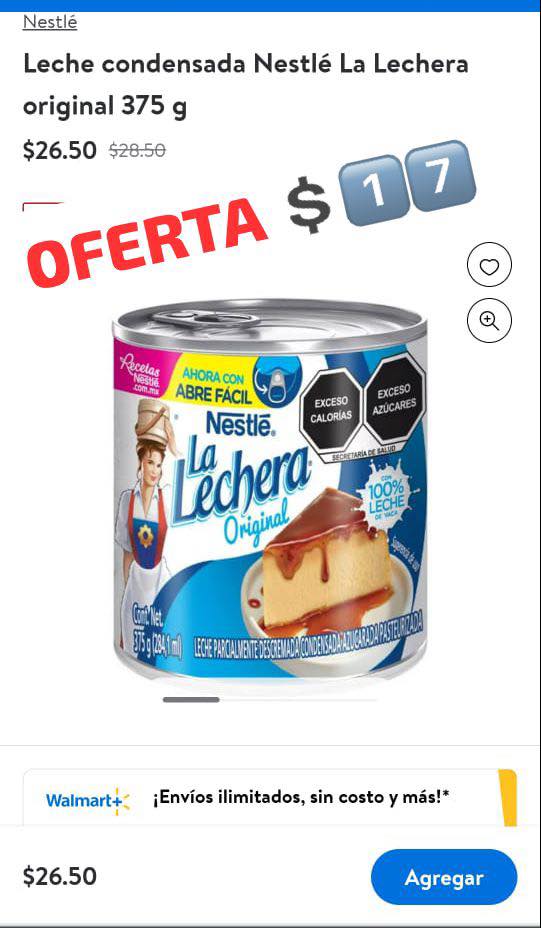 Nestlé
Leche condensada Nestlé La Lechera
original 375 g
$26.50 $28.50
OFERTA $17
Recetas
Nestlé
.com.mx
AHORA CON
ABRE FÁCIL
EXCESO
CALORÍAS
EXCESO
AZÚCARES
SECRETARÍA DE SALUD
Nestlé®
La
Lechera®
Original
CON
100%
LECHE
DE VACA
Sugerencia de uso
Cont. Net.
375 g (284,1 ml)
LECHE PARCIALMENTE DESCREMADA CONDENSADA AZUCARADA PASTEURIZADA
Walmart+ ¡Envíos ilimitados, sin costo y más!*
$26.50 Agregar